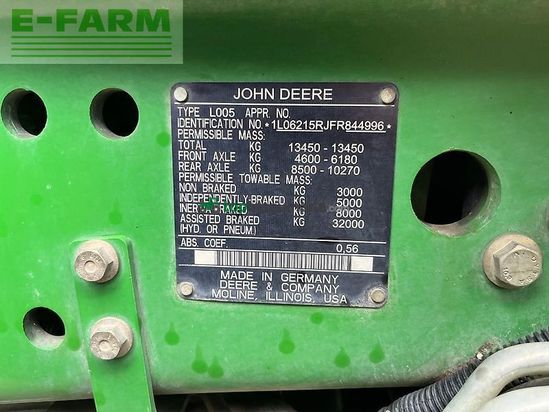 E-FARM
JOHN DEERE
TYPE L005 APPR. NO.
IDENTIFICATION NO.*1L06215RJFR844996*
PERMISSIBLE MASS:
TOTAL KG 13450 - 13450
FRONT AXLE KG 4600 - 6180
REAR AXLE KG 8500 - 10270
PERMISSIBLE TOWABLE MASS:
NON BRAKED KG 3000
INDEPENDENTLY-BRAKED KG 5000
INERTIA-BRAKED KG 8000
ASSISTED BRAKED KG 32000
(HYD. OR PNEUM.)
ABS. COEF. 0,56
MADE IN GERMANY
DEERE & COMPANY
MOLINE, ILLINOIS, USA